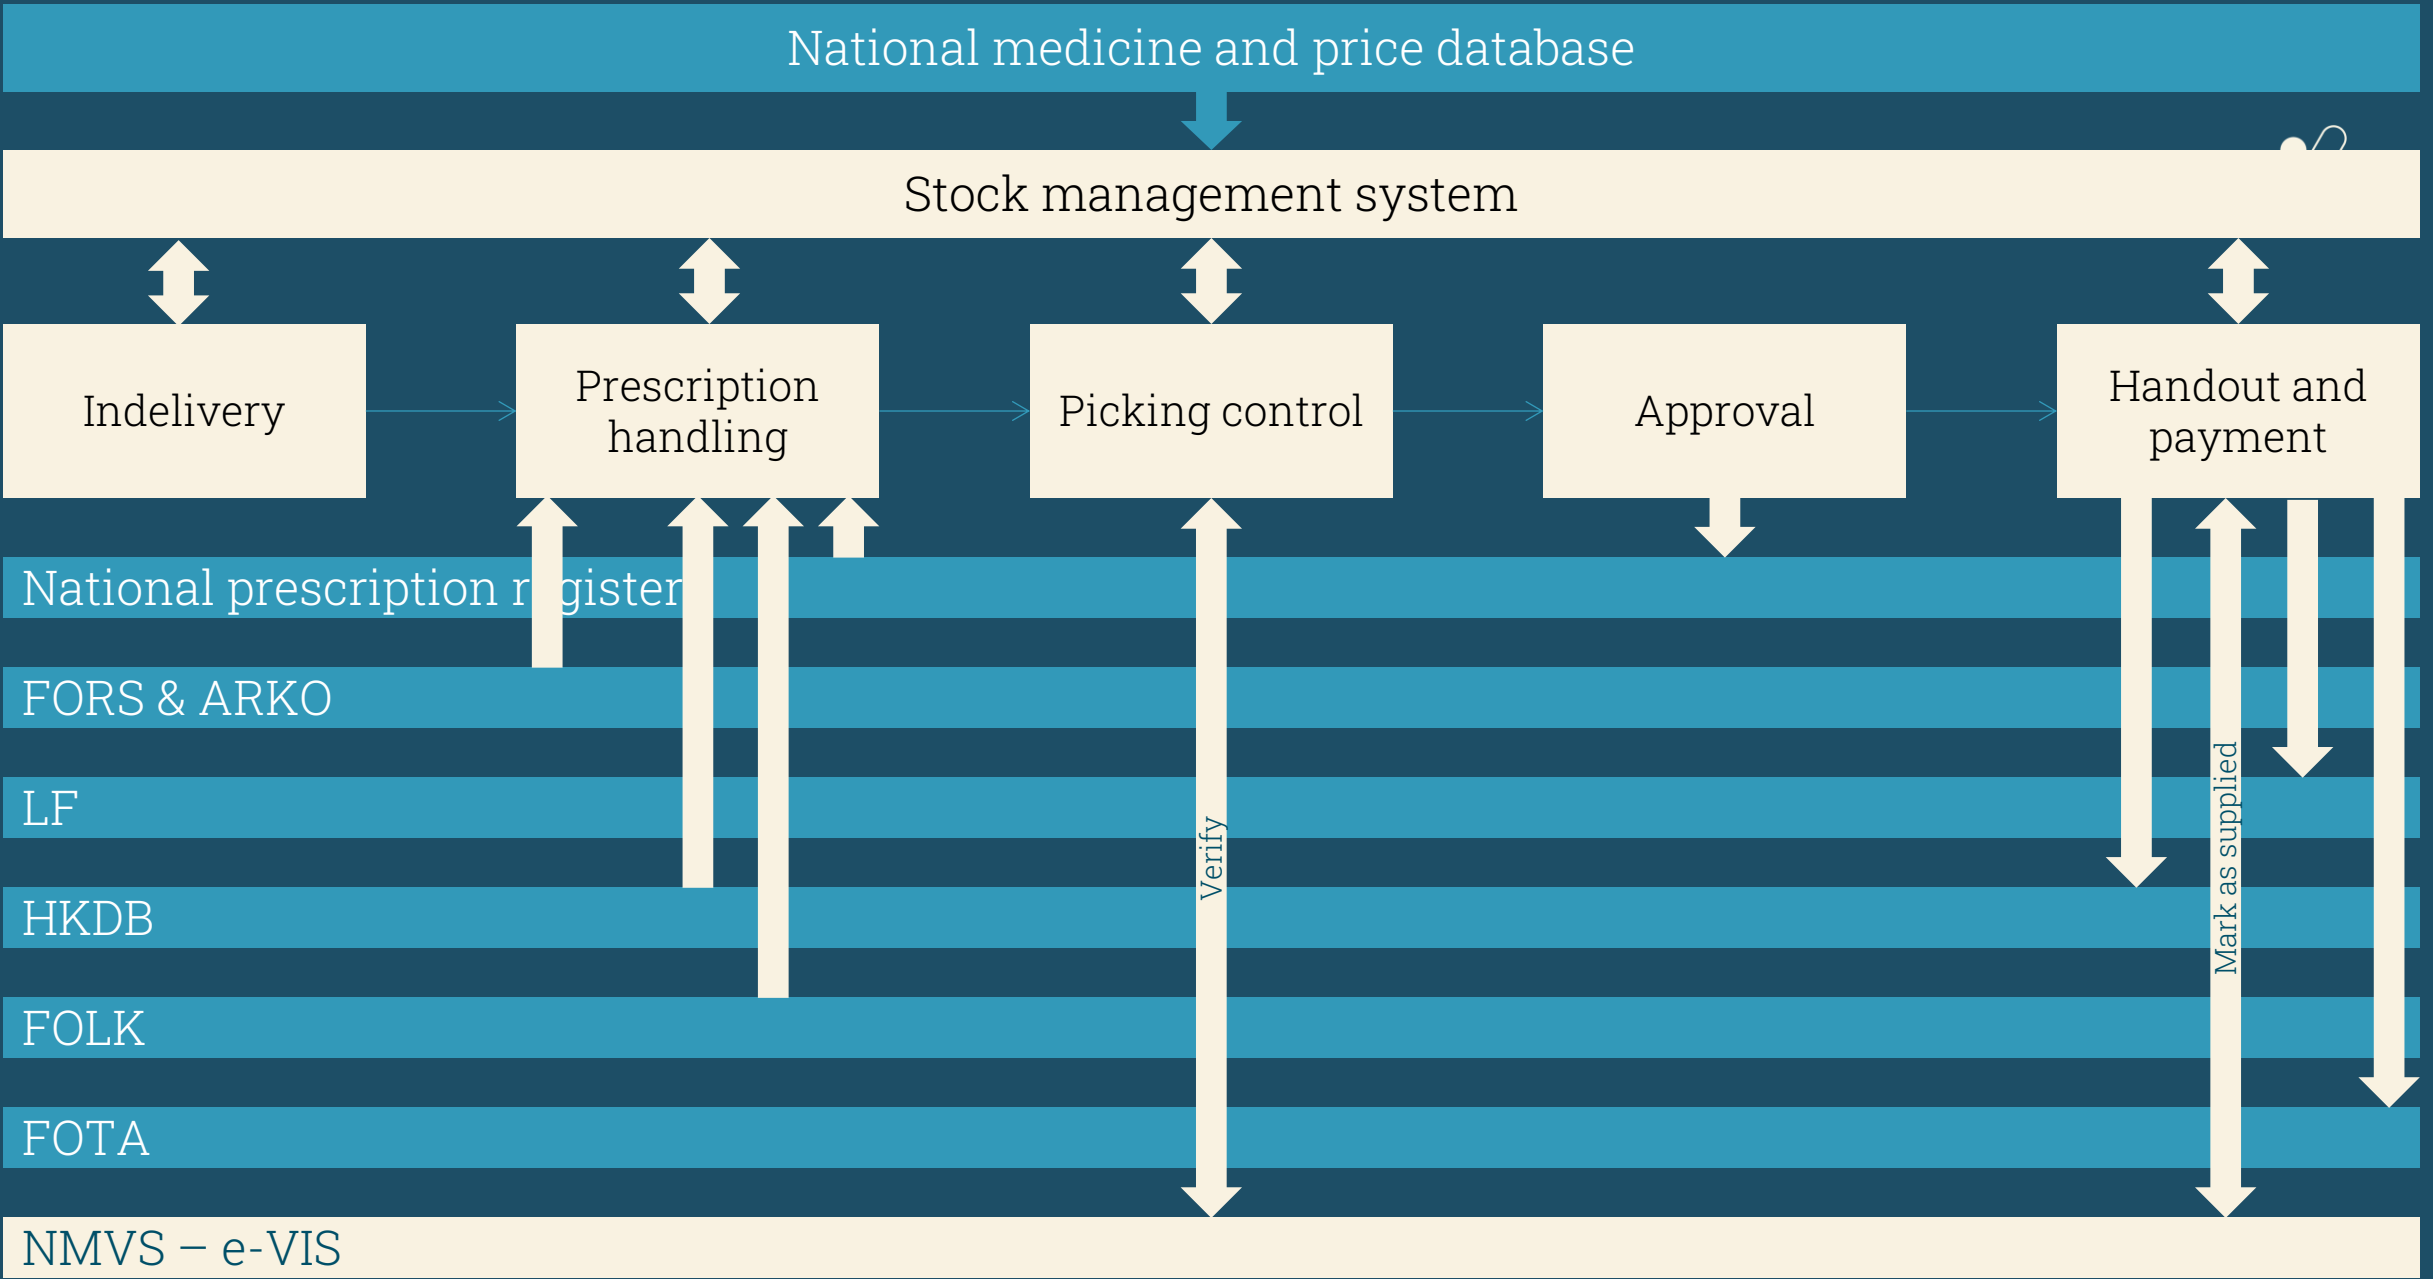 National medicine and price database
Stock management system
Indelivery
Prescription
handling
Picking control
Approval
Handout and
payment
National prescription r gister
FORS & ARKO
LF
HKDB
FOLK
FOTA
NMVS – e-VIS
Verify
Mark as supplied